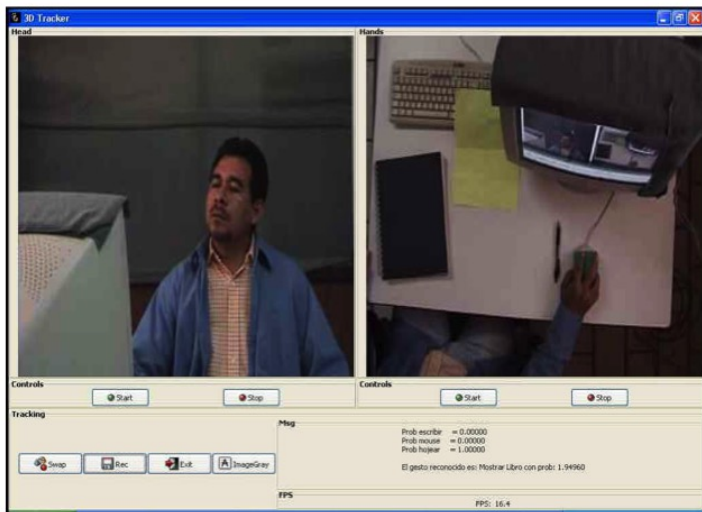 3D Tracker
Head
Hands
Controls
Start
Stop
Controls
Start
Stop
Tracking
Swap
Rec
Exit
A ImageGray
Msg
Prob escribir = 0.00000
Prob mouse = 0.00000
Prob hojear = 1.00000
El gesto reconocido es: Mostrar Libro con prob: 1.94960
FPS
FPS: 16.4